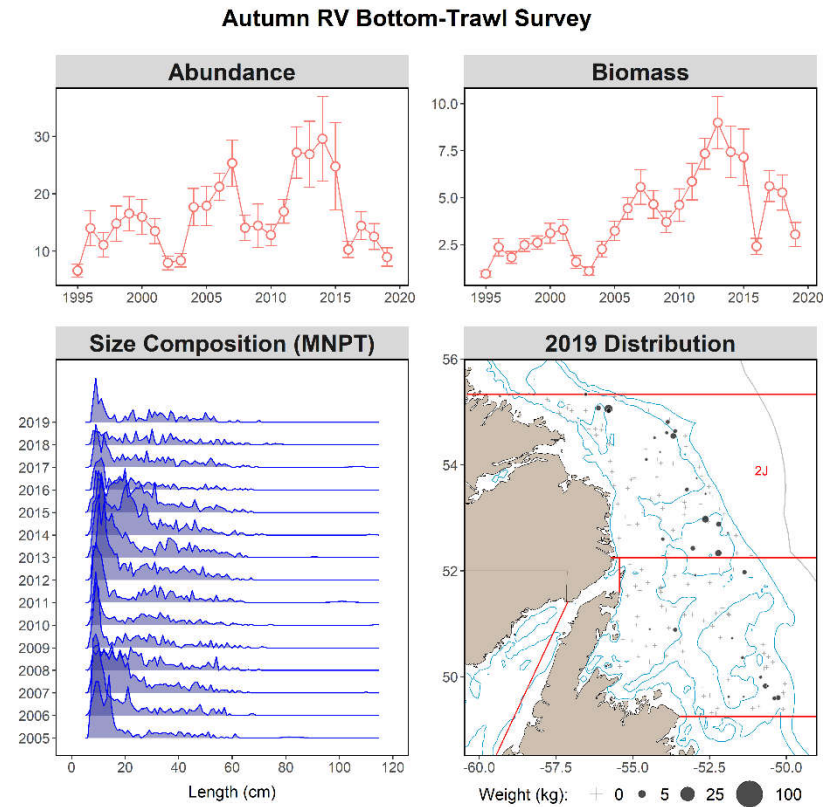 Autumn RV Bottom-Trawl Survey
Abundance
30
20
10
1995 2000 2005 2010 2015 2020
Biomass
10.0
7.5
5.0
2.5
1995 2000 2005 2010 2015 2020
Size Composition (MNPT)
2019
2018
2017
2016
2015
2014
2013
2012
2011
2010
2009
2008
2007
2006
2005
0 20 40 60 80 100 120
Length (cm)
2019 Distribution
56
54
52
50
2J
-60.0 -57.5 -55.0 -52.5 -50.0
Weight (kg): 0 5 25 100